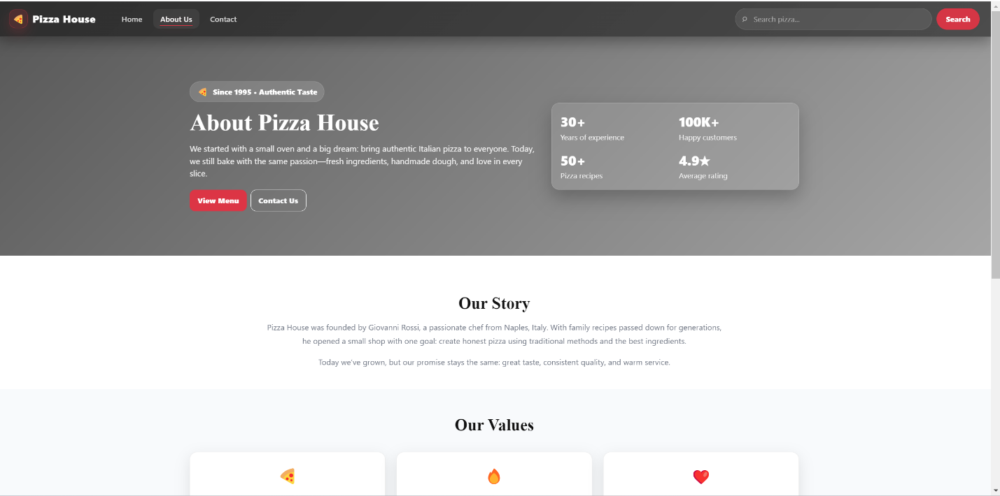 Pizza House
Home
About Us
Contact
Search pizza...
Search
Since 1995 - Authentic Taste
About Pizza House
We started with a small oven and a big dream: bring authentic Italian pizza to everyone. Today,
we still bake with the same passion—fresh ingredients, handmade dough, and love in every
slice.
View Menu
Contact Us
30+
Years of experience
100K+
Happy customers
50+
Pizza recipes
4.9★
Average rating
Our Story
Pizza House was founded by Giovanni Rossi, a passionate chef from Naples, Italy. With family recipes passed down for generations,
he opened a small shop with one goal: create honest pizza using traditional methods and the best ingredients.
Today we've grown, but our promise stays the same: great taste, consistent quality, and warm service.
Our Values